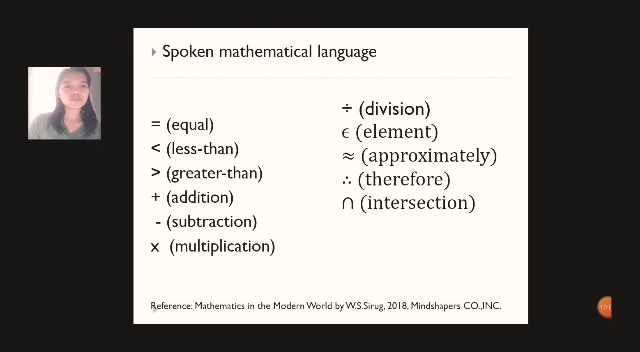 Spoken mathematical language
= (equal)
< (less-than)
> (greater-than)
+ (addition)
- (subtraction)
x (multiplication)
÷ (division)
ϵ (element)
≈ (approximately)
∴ (therefore)
∩ (intersection)
Reference: Mathematics in the Modern World by W.S.Sirug, 2018, Mindshapers CO.,INC.